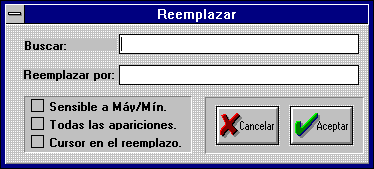 Reemplazar
Buscar:
Reemplazar por:
Sensible a Máy/Mín.
Todas las apariciones.
Cursor en el reemplazo.
Cancelar
Aceptar